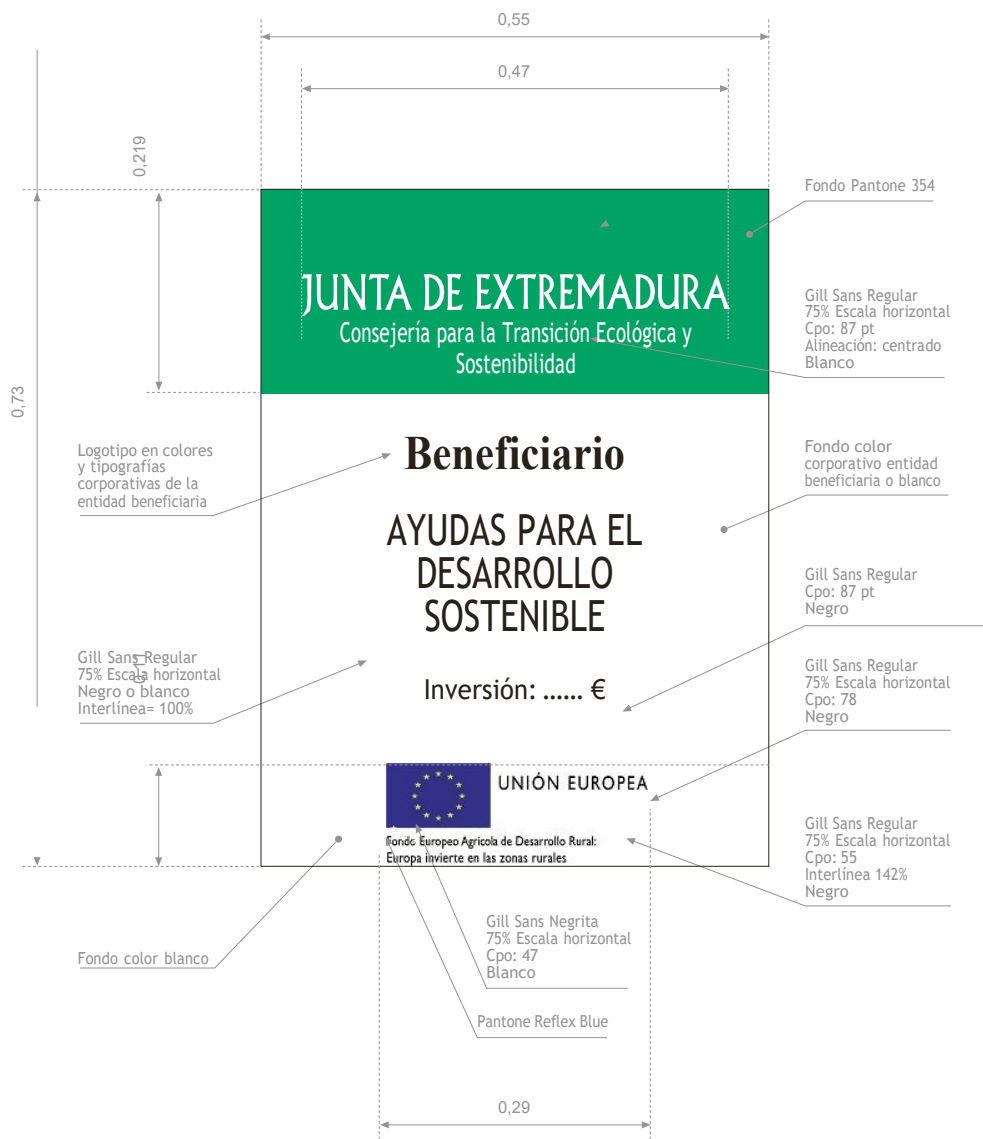 0,55
0,47
0,219
Fondo Pantone 354
JUNTA DE EXTREMADURA
Consejería para la Transición Ecológica y
Sostenibilidad
Gill Sans Regular
75% Escala horizontal
Cpo: 87 pt
Alineación: centrado
Blanco
0,73
Logotipo en colores
y tipografías
corporativas de la
entidad beneficiaria
Beneficiario
Fondo color
corporativo entidad
beneficiaria o blanco
AYUDAS PARA EL
DESARROLLO
SOSTENIBLE
Gill Sans Regular
Cpo: 87 pt
Negro
Gill Sans Regular
75% Escala horizontal
Negro o blanco
Interlínea= 100%
0,11
Inversión: ...... €
Gill Sans Regular
75% Escala horizontal
Cpo: 78
Negro
UNIÓN EUROPEA
Fondo Europeo Agrícola de Desarrollo Rural:
Europa invierte en las zonas rurales
Gill Sans Regular
75% Escala horizontal
Cpo: 55
Interlínea 142%
Negro
Fondo color blanco
Gill Sans Negrita
75% Escala horizontal
Cpo: 47
Blanco
Pantone Reflex Blue
0,29